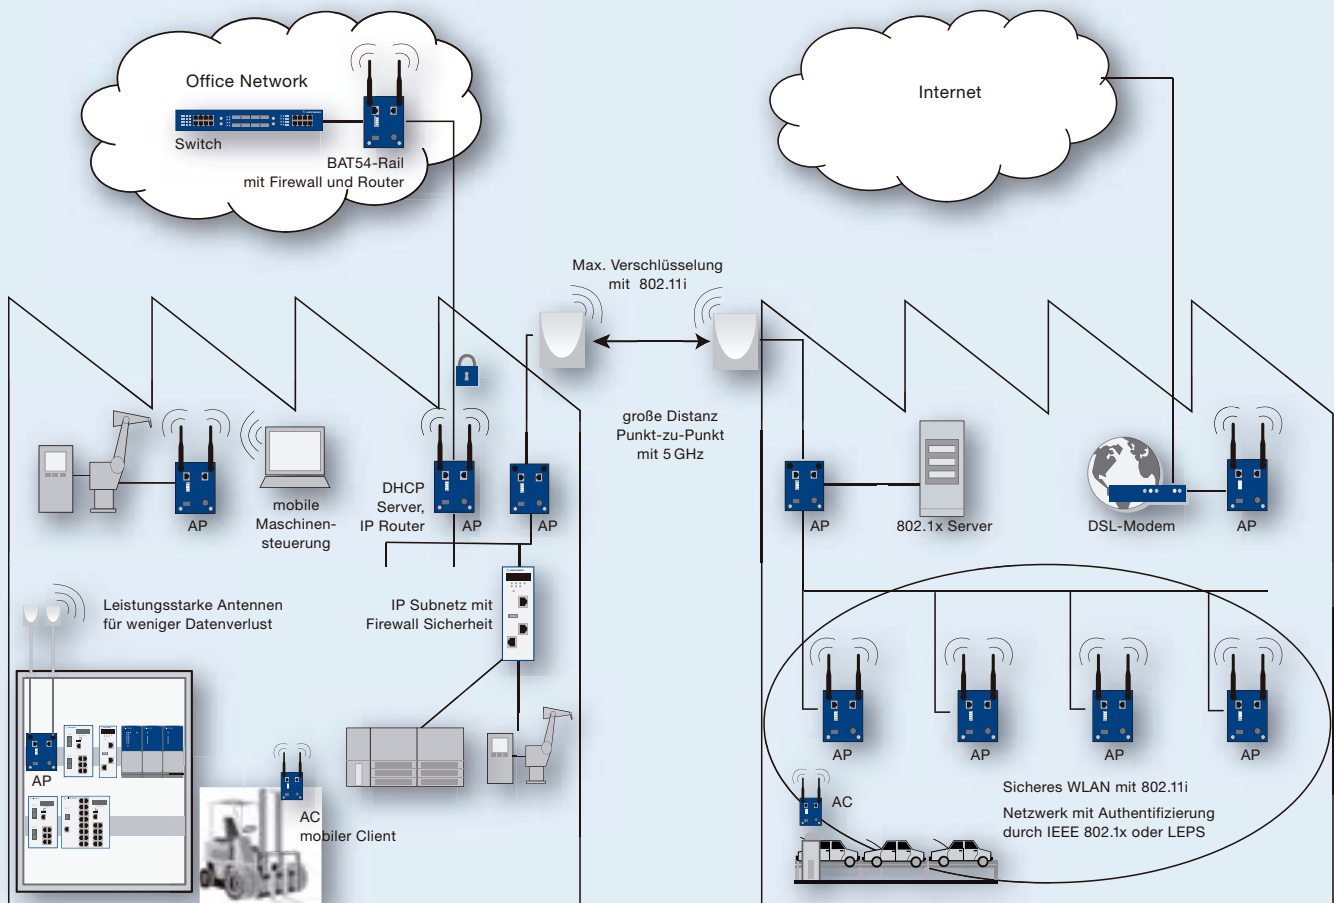 Office Network
Switch
BAT54-Rail
mit Firewall und Router
Internet
Max. Verschlüsselung
mit 802.11i
große Distanz
Punkt-zu-Punkt
mit 5 GHz
AP
mobile
Maschinen-
steuerung
DHCP
Server,
IP Router
AP
AP
AP
802.1x Server
DSL-Modem
AP
Leistungsstarke Antennen
für weniger Datenverlust
IP Subnetz mit
Firewall Sicherheit
AP
AC
mobiler Client
AP
AP
AP
AP
AC
Sicheres WLAN mit 802.11i
Netzwerk mit Authentifizierung
durch IEEE 802.1x oder LEPS